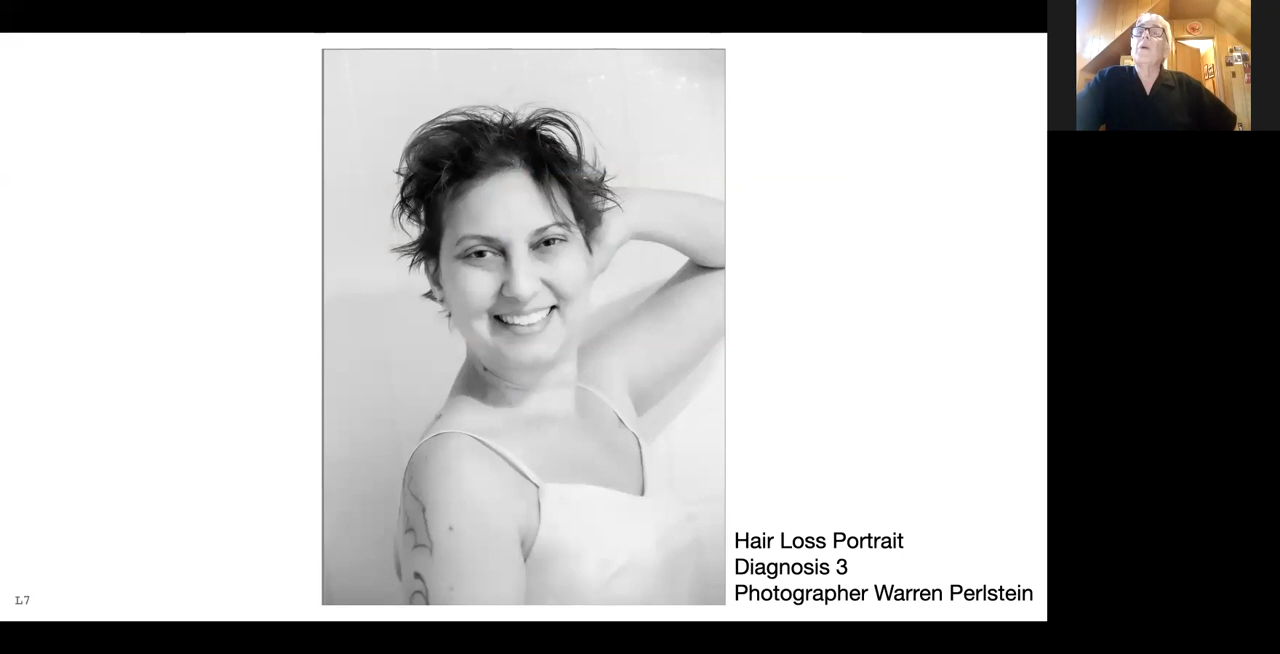 Hair Loss Portrait
Diagnosis 3
Photographer Warren Perlstein
L7